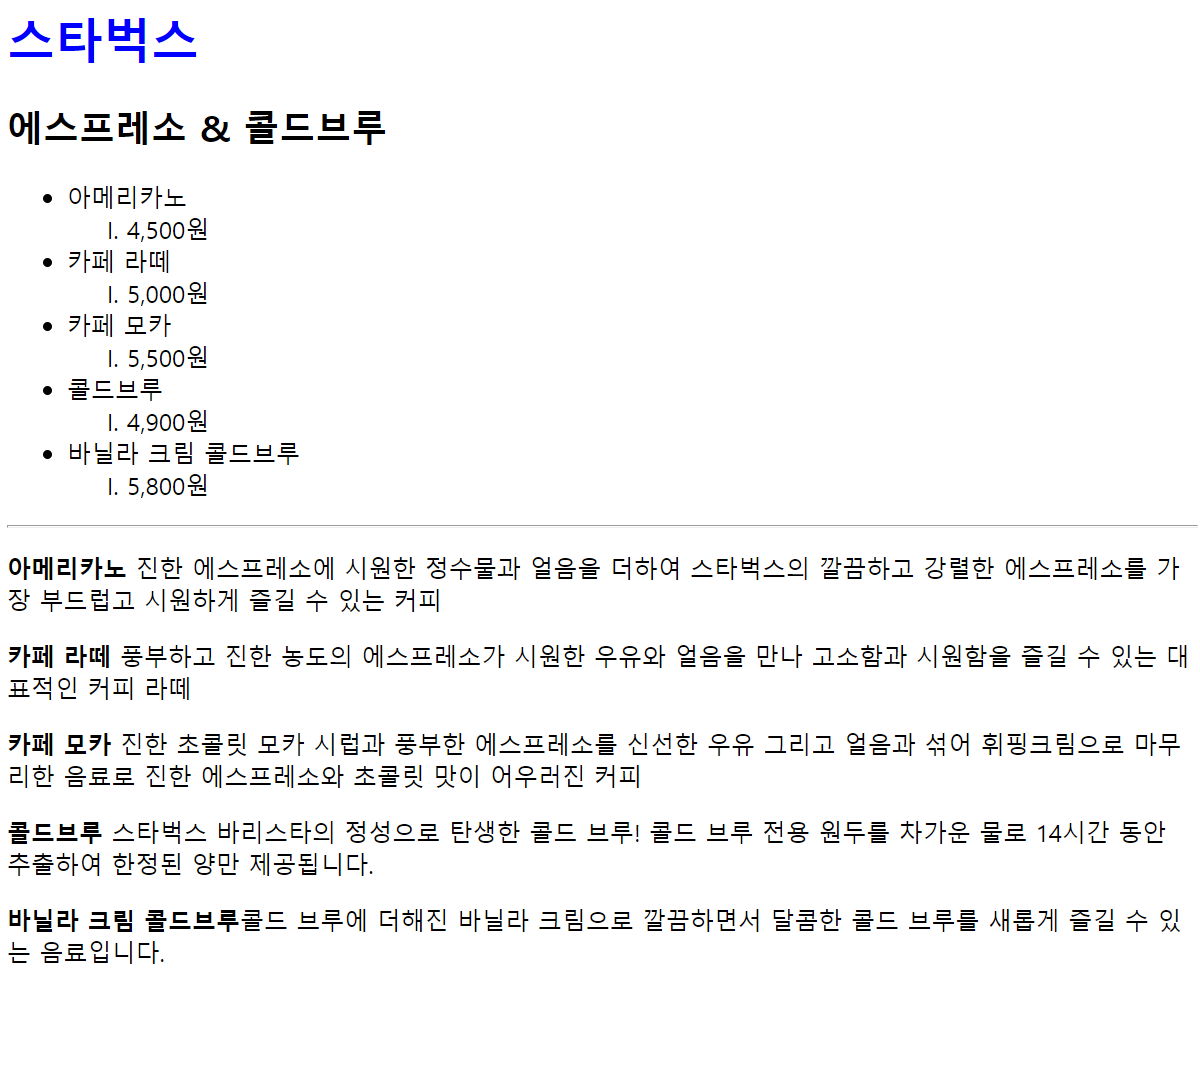 스타벅스
에스프레소 & 콜드브루
• 아메리카노
I. 4,500원
• 카페 라떼
I. 5,000원
• 카페 모카
I. 5,500원
• 콜드브루
I. 4,900원
• 바닐라 크림 콜드브루
I. 5,800원
아메리카노 진한 에스프레소에 시원한 정수물과 얼음을 더하여 스타벅스의 깔끔하고 강렬한 에스프레소를 가
장 부드럽고 시원하게 즐길 수 있는 커피
카페 라떼 풍부하고 진한 농도의 에스프레소가 시원한 우유와 얼음을 만나 고소함과 시원함을 즐길 수 있는 대
표적인 커피 라떼
카페 모카 진한 초콜릿 모카 시럽과 풍부한 에스프레소를 신선한 우유 그리고 얼음과 섞어 휘핑크림으로 마무
리한 음료로 진한 에스프레소와 초콜릿 맛이 어우러진 커피
콜드브루 스타벅스 바리스타의 정성으로 탄생한 콜드 브루! 콜드 브루 전용 원두를 차가운 물로 14시간 동안
추출하여 한정된 양만 제공됩니다.
바닐라 크림 콜드브루콜드 브루에 더해진 바닐라 크림으로 깔끔하면서 달콤한 콜드 브루를 새롭게 즐길 수 있
는 음료입니다.